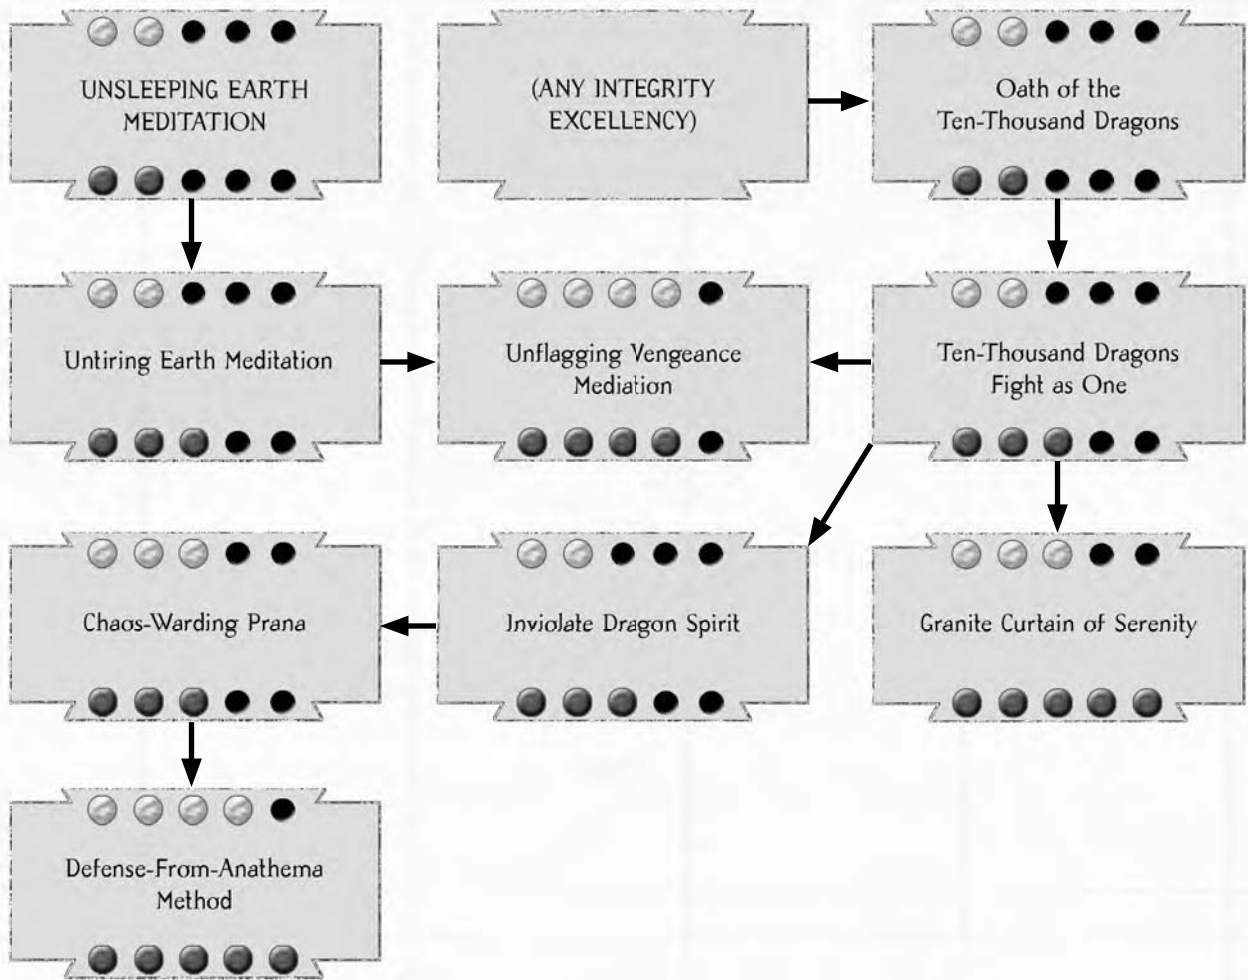 UNSLEEPING EARTH
MEDITATION
(ANY INTEGRITY
EXCELLENCY)
Oath of the
Ten-Thousand Dragons
Untiring Earth Meditation
Unflagging Vengeance
Mediation
Ten-Thousand Dragons
Fight as One
Chaos-Warding Prana
Inviolate Dragon Spirit
Granite Curtain of Serenity
Defense-From-Anathema
Method